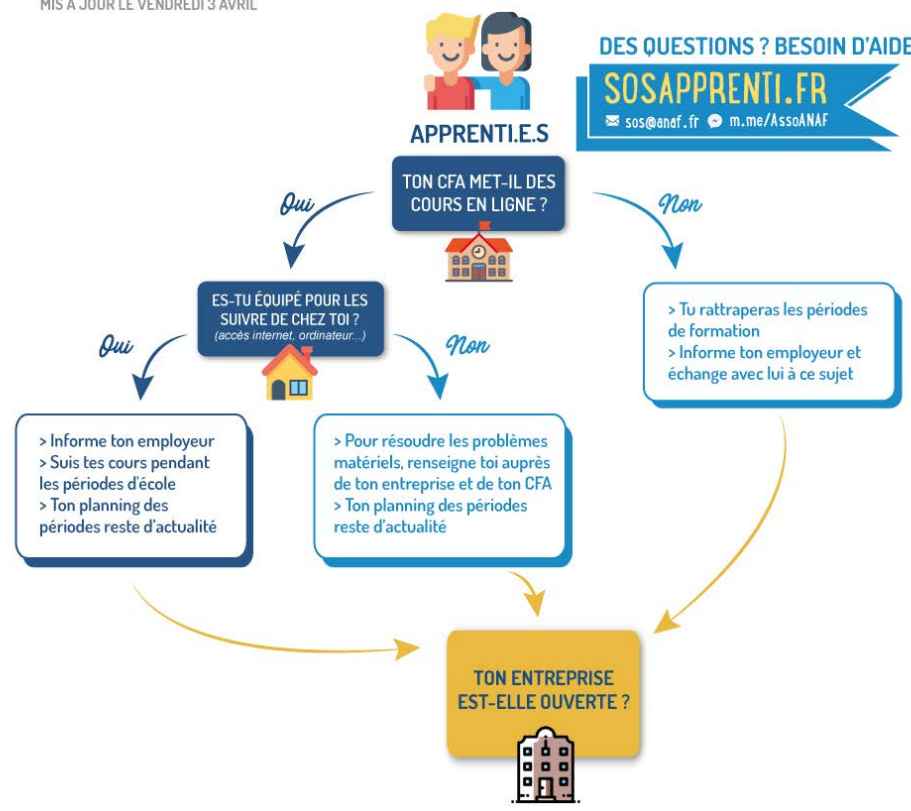 MIS À JOUR LE VENDREDI 3 AVRIL
DES QUESTIONS ? BESOIN D'AIDE
SOSAPPRENTI.FR
sos@anaf.fr m.me/AssoANAF
APPRENTI.E.S
TON CFA MET-IL DES
COURS EN LIGNE ?
Oui
Non
ES-TU ÉQUIPÉ POUR LES
SUIVRE DE CHEZ TOI ?
(accès internet, ordinateur...)
Oui
Non
> Tu rattraperas les périodes
de formation
> Informe ton employeur et
échange avec lui à ce sujet
> Informe ton employeur
> Suis tes cours pendant
les périodes d'école
> Ton planning des
périodes reste d'actualité
> Pour résoudre les problèmes
matériels, renseigne toi auprès
de ton entreprise et de ton CFA
> Ton planning des périodes
reste d'actualité
TON ENTREPRISE
EST-ELLE OUVERTE ?